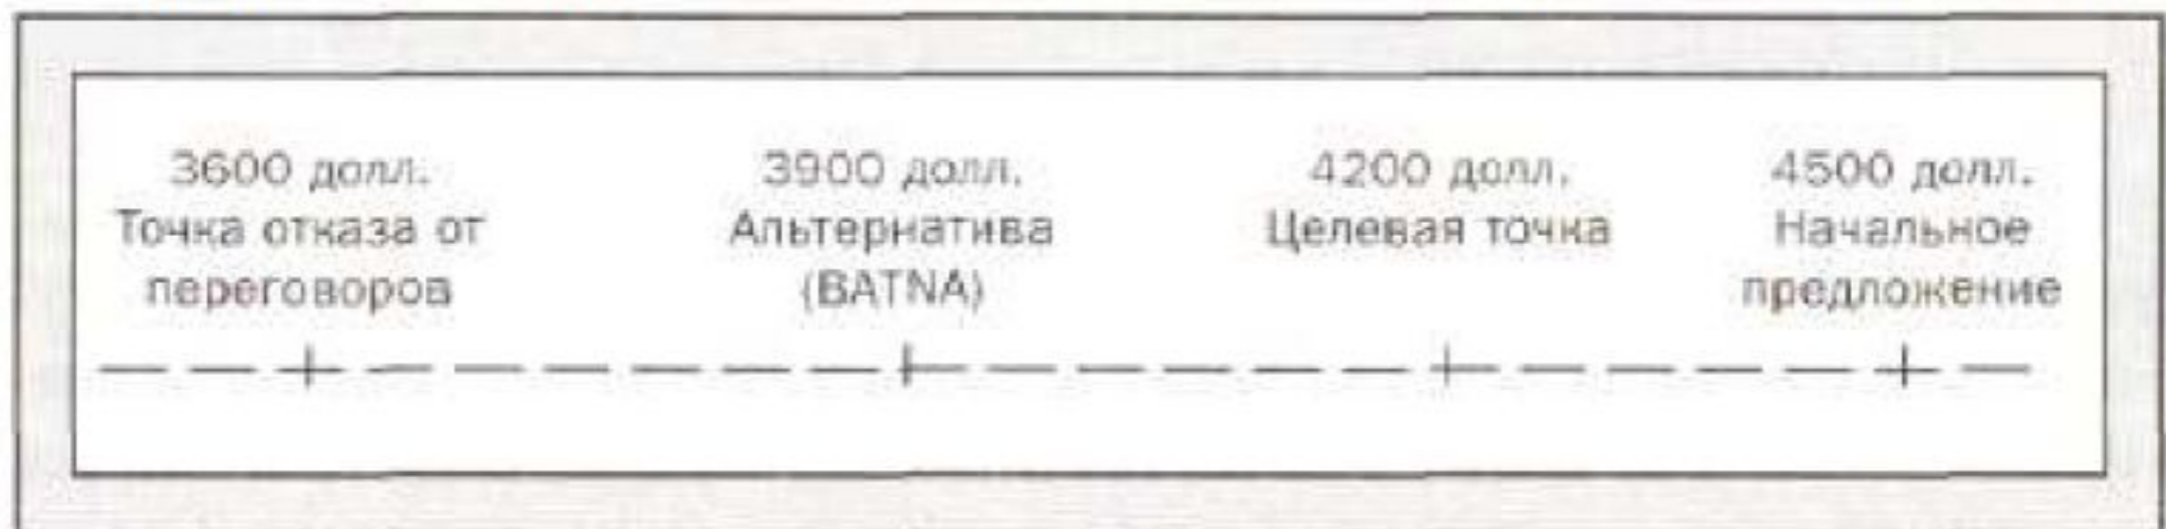 3600 долл.
Точка отказа от
переговоров
3900 долл.
Альтернатива
(BATNA)
4200 долл.
Целевая точка
4500 долл.
Начальное
предложение